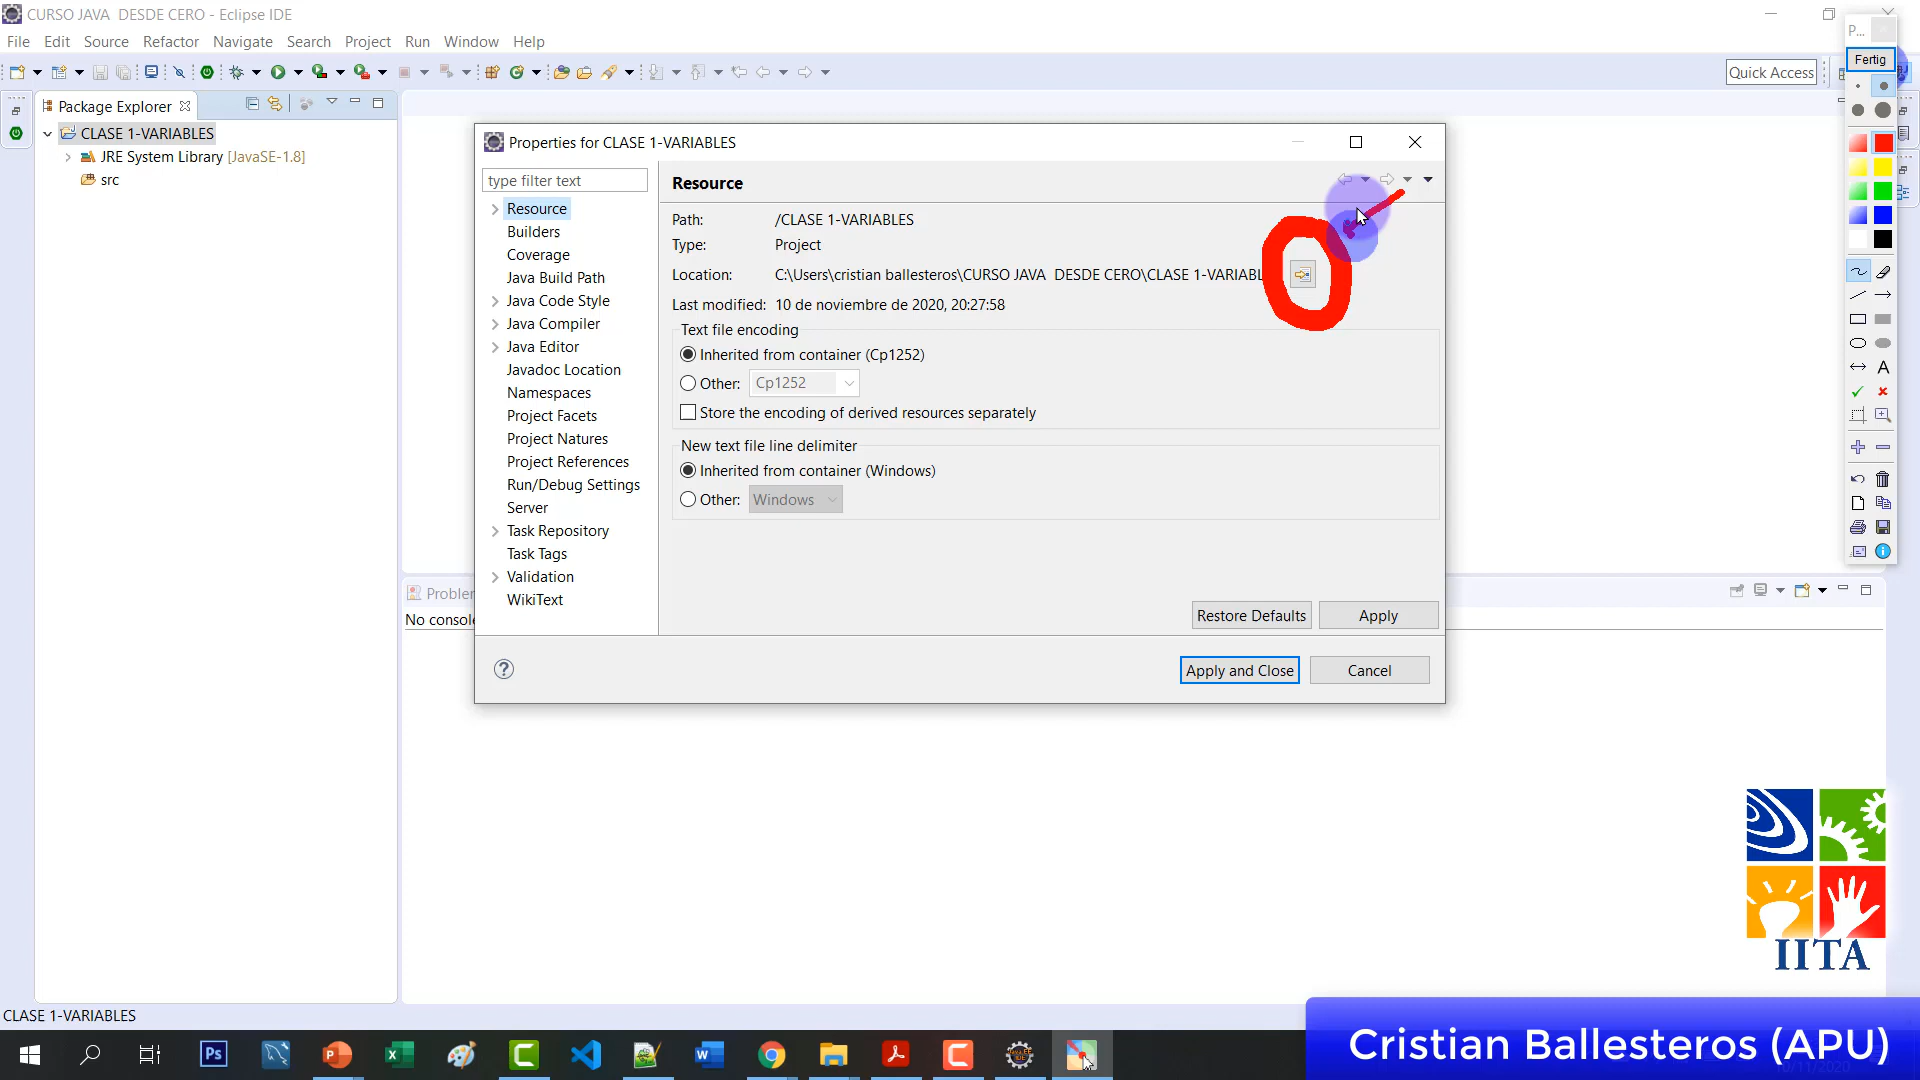 CURSO JAVA  DESDE CERO - Eclipse IDE
File Edit Source Refactor Navigate Search Project Run Window Help
Quick Access
P...
Fertig
Package Explorer
CLASE 1-VARIABLES
JRE System Library [JavaSE-1.8]
src
Properties for CLASE 1-VARIABLES
type filter text
Resource
Builders
Coverage
Java Build Path
Java Code Style
Java Compiler
Java Editor
Javadoc Location
Namespaces
Project Facets
Project Natures
Project References
Run/Debug Settings
Server
Task Repository
Task Tags
Validation
WikiText
Resource
Path: /CLASE 1-VARIABLES
Type: Project
Location: C:\Users\cristian ballesteros\CURSO JAVA  DESDE CERO\CLASE 1-VARIABL
Last modified: 10 de noviembre de 2020, 20:27:58
Text file encoding
Inherited from container (Cp1252)
Other: Cp1252
Store the encoding of derived resources separately
New text file line delimiter
Inherited from container (Windows)
Other: Windows
Restore Defaults Apply
Apply and Close Cancel
Problem
No console
IITA
CLASE 1-VARIABLES
Cristian Ballesteros (APU)
Ps